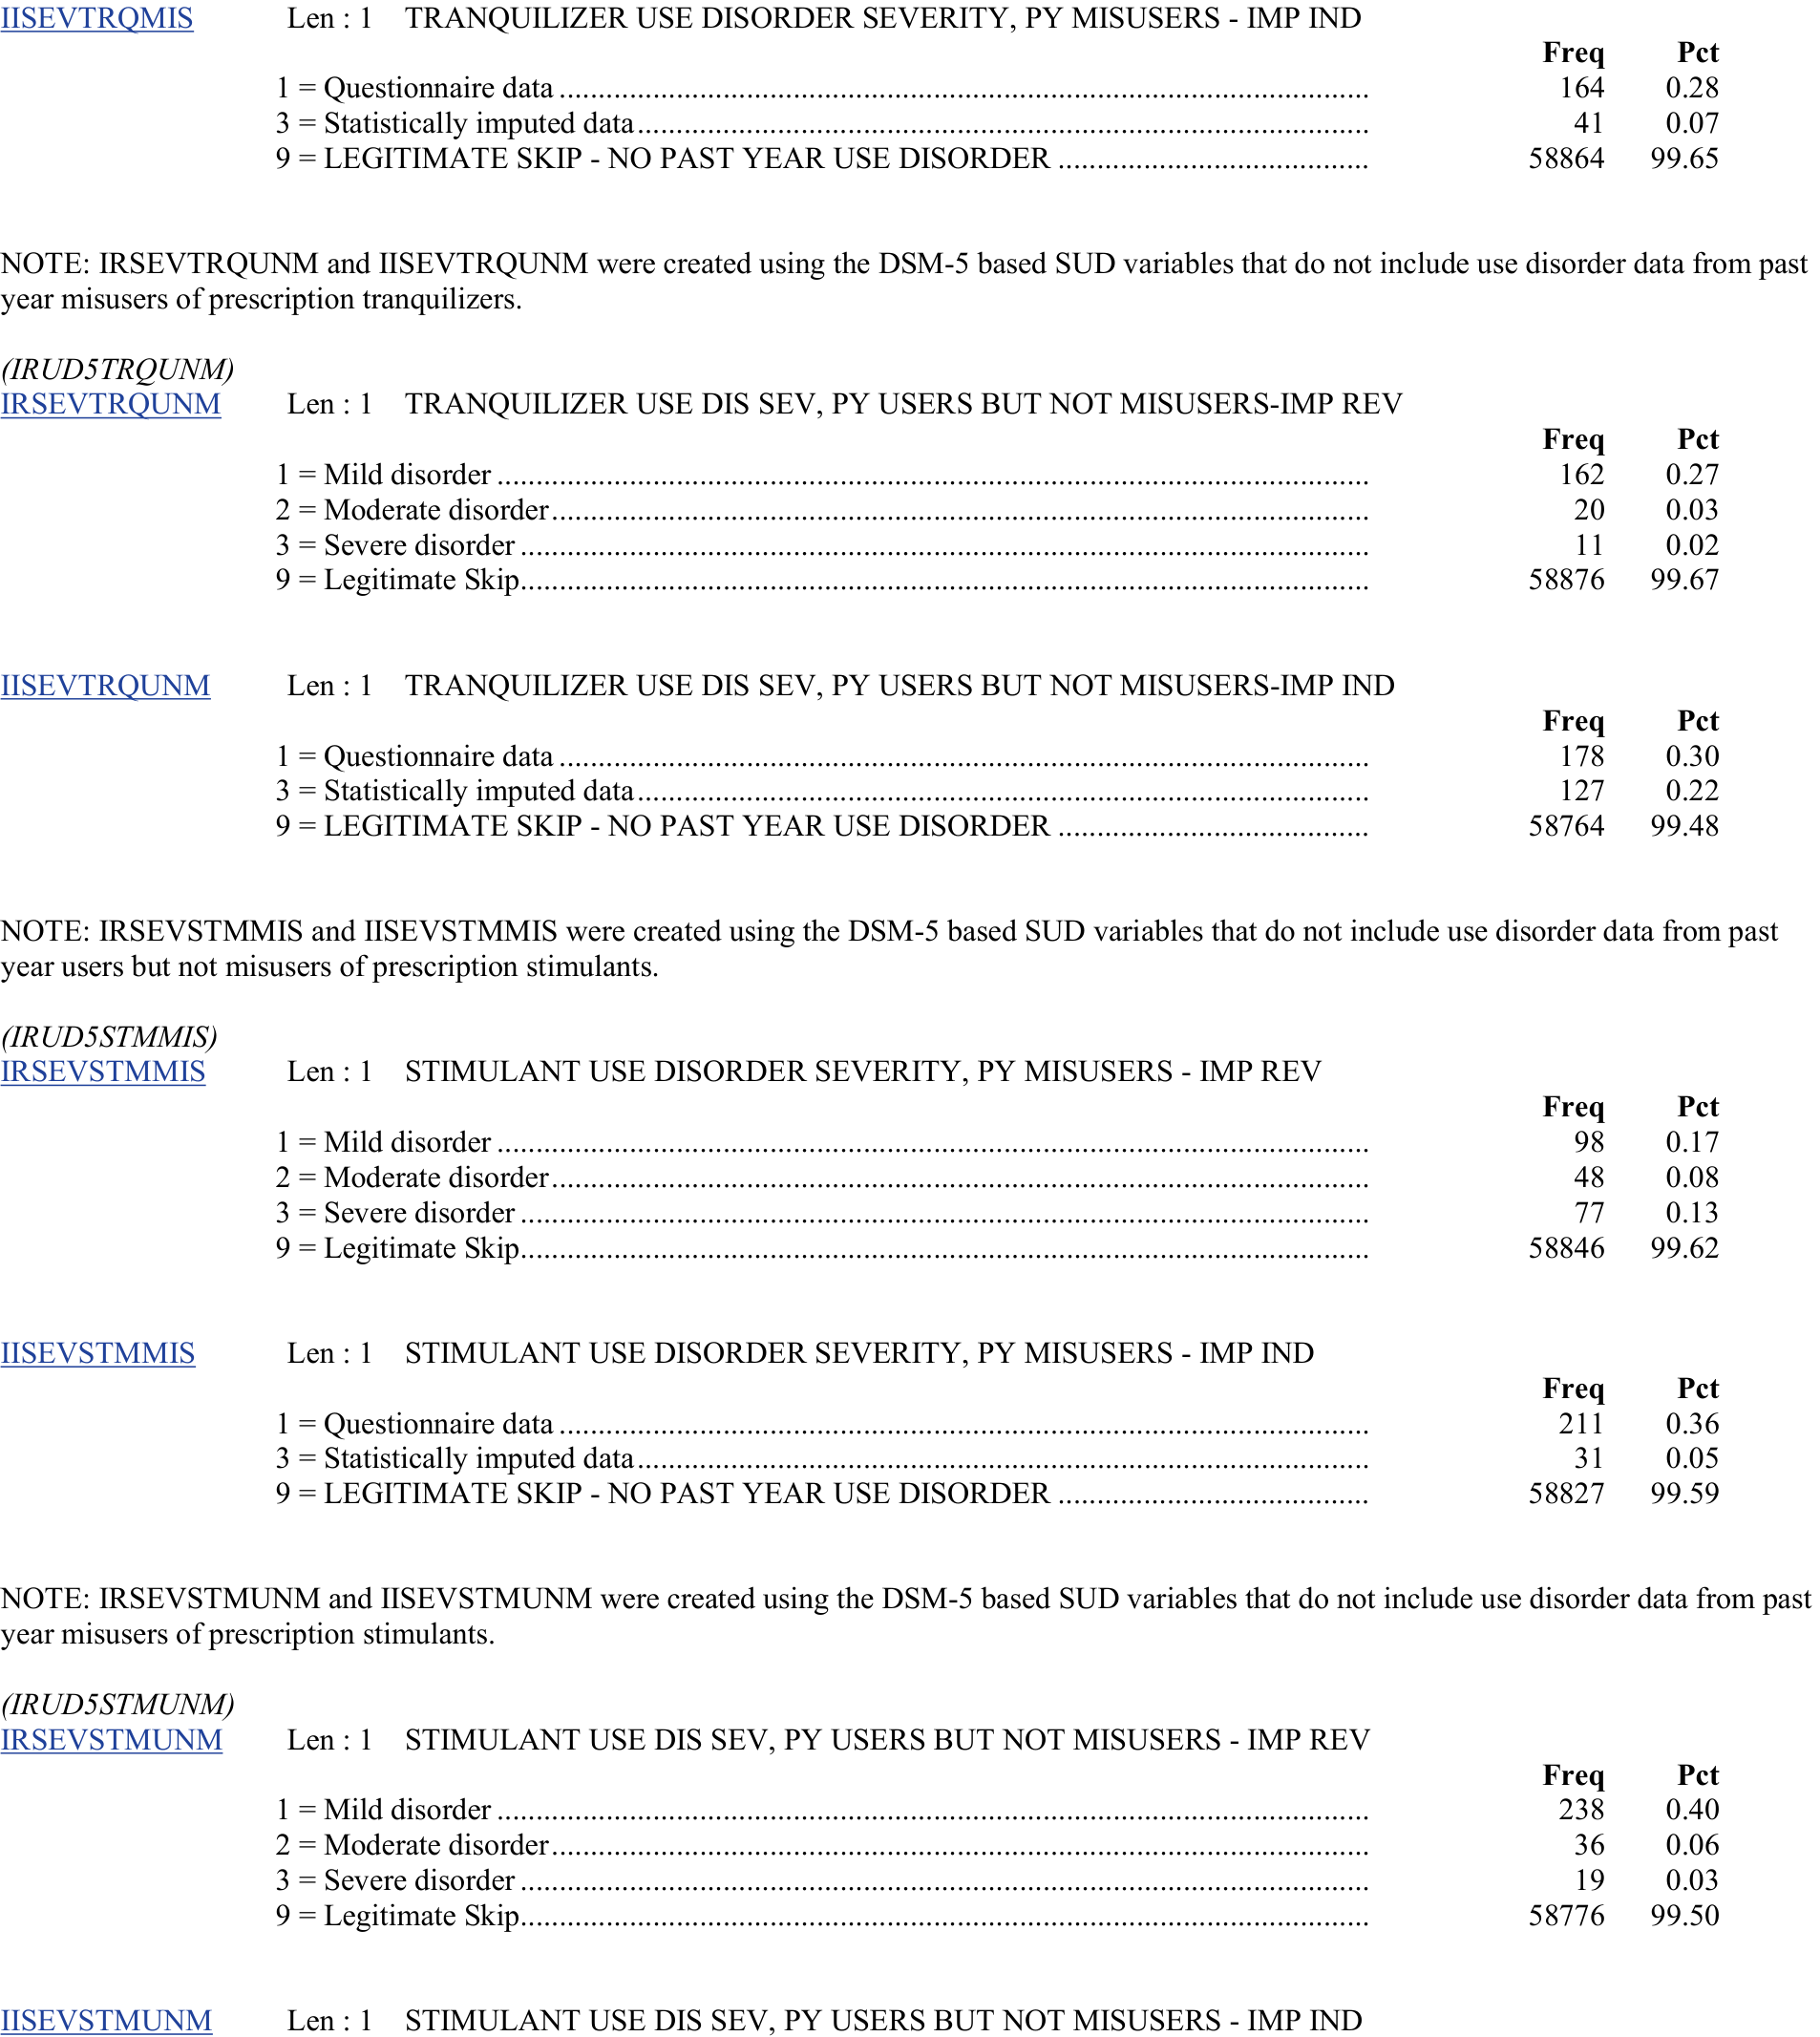 IISEVTRQMIS Len : 1 TRANQUILIZER USE DISORDER SEVERITY, PY MISUSERS - IMP IND
Freq Pct
1 = Questionnaire data ........................................................................................................ 164 0.28
3 = Statistically imputed data.............................................................................................. 41 0.07
9 = LEGITIMATE SKIP - NO PAST YEAR USE DISORDER ........................................ 58864 99.65
NOTE: IRSEVTRQUNM and IISEVTRQUNM were created using the DSM-5 based SUD variables that do not include use disorder data from past
year misusers of prescription tranquilizers.
(IRUD5TRQUNM)
IRSEVTRQUNM Len : 1 TRANQUILIZER USE DIS SEV, PY USERS BUT NOT MISUSERS-IMP REV
Freq Pct
1 = Mild disorder ................................................................................................................ 162 0.27
2 = Moderate disorder......................................................................................................... 20 0.03
3 = Severe disorder ............................................................................................................. 11 0.02
9 = Legitimate Skip............................................................................................................. 58876 99.67
IISEVTRQUNM Len : 1 TRANQUILIZER USE DIS SEV, PY USERS BUT NOT MISUSERS-IMP IND
Freq Pct
1 = Questionnaire data ........................................................................................................ 178 0.30
3 = Statistically imputed data.............................................................................................. 127 0.22
9 = LEGITIMATE SKIP - NO PAST YEAR USE DISORDER ........................................ 58764 99.48
NOTE: IRSEVSTMMIS and IISEVSTMMIS were created using the DSM-5 based SUD variables that do not include use disorder data from past
year users but not misusers of prescription stimulants.
(IRUD5STMMIS)
IRSEVSTMMIS Len : 1 STIMULANT USE DISORDER SEVERITY, PY MISUSERS - IMP REV
Freq Pct
1 = Mild disorder ................................................................................................................ 98 0.17
2 = Moderate disorder......................................................................................................... 48 0.08
3 = Severe disorder ............................................................................................................. 77 0.13
9 = Legitimate Skip............................................................................................................. 58846 99.62
IISEVSTMMIS Len : 1 STIMULANT USE DISORDER SEVERITY, PY MISUSERS - IMP IND
Freq Pct
1 = Questionnaire data ........................................................................................................ 211 0.36
3 = Statistically imputed data.............................................................................................. 31 0.05
9 = LEGITIMATE SKIP - NO PAST YEAR USE DISORDER ........................................ 58827 99.59
NOTE: IRSEVSTMUNM and IISEVSTMUNM were created using the DSM-5 based SUD variables that do not include use disorder data from past
year misusers of prescription stimulants.
(IRUD5STMUNM)
IRSEVSTMUNM Len : 1 STIMULANT USE DIS SEV, PY USERS BUT NOT MISUSERS - IMP REV
Freq Pct
1 = Mild disorder ................................................................................................................ 238 0.40
2 = Moderate disorder......................................................................................................... 36 0.06
3 = Severe disorder ............................................................................................................. 19 0.03
9 = Legitimate Skip............................................................................................................. 58776 99.50
IISEVSTMUNM Len : 1 STIMULANT USE DIS SEV, PY USERS BUT NOT MISUSERS - IMP IND